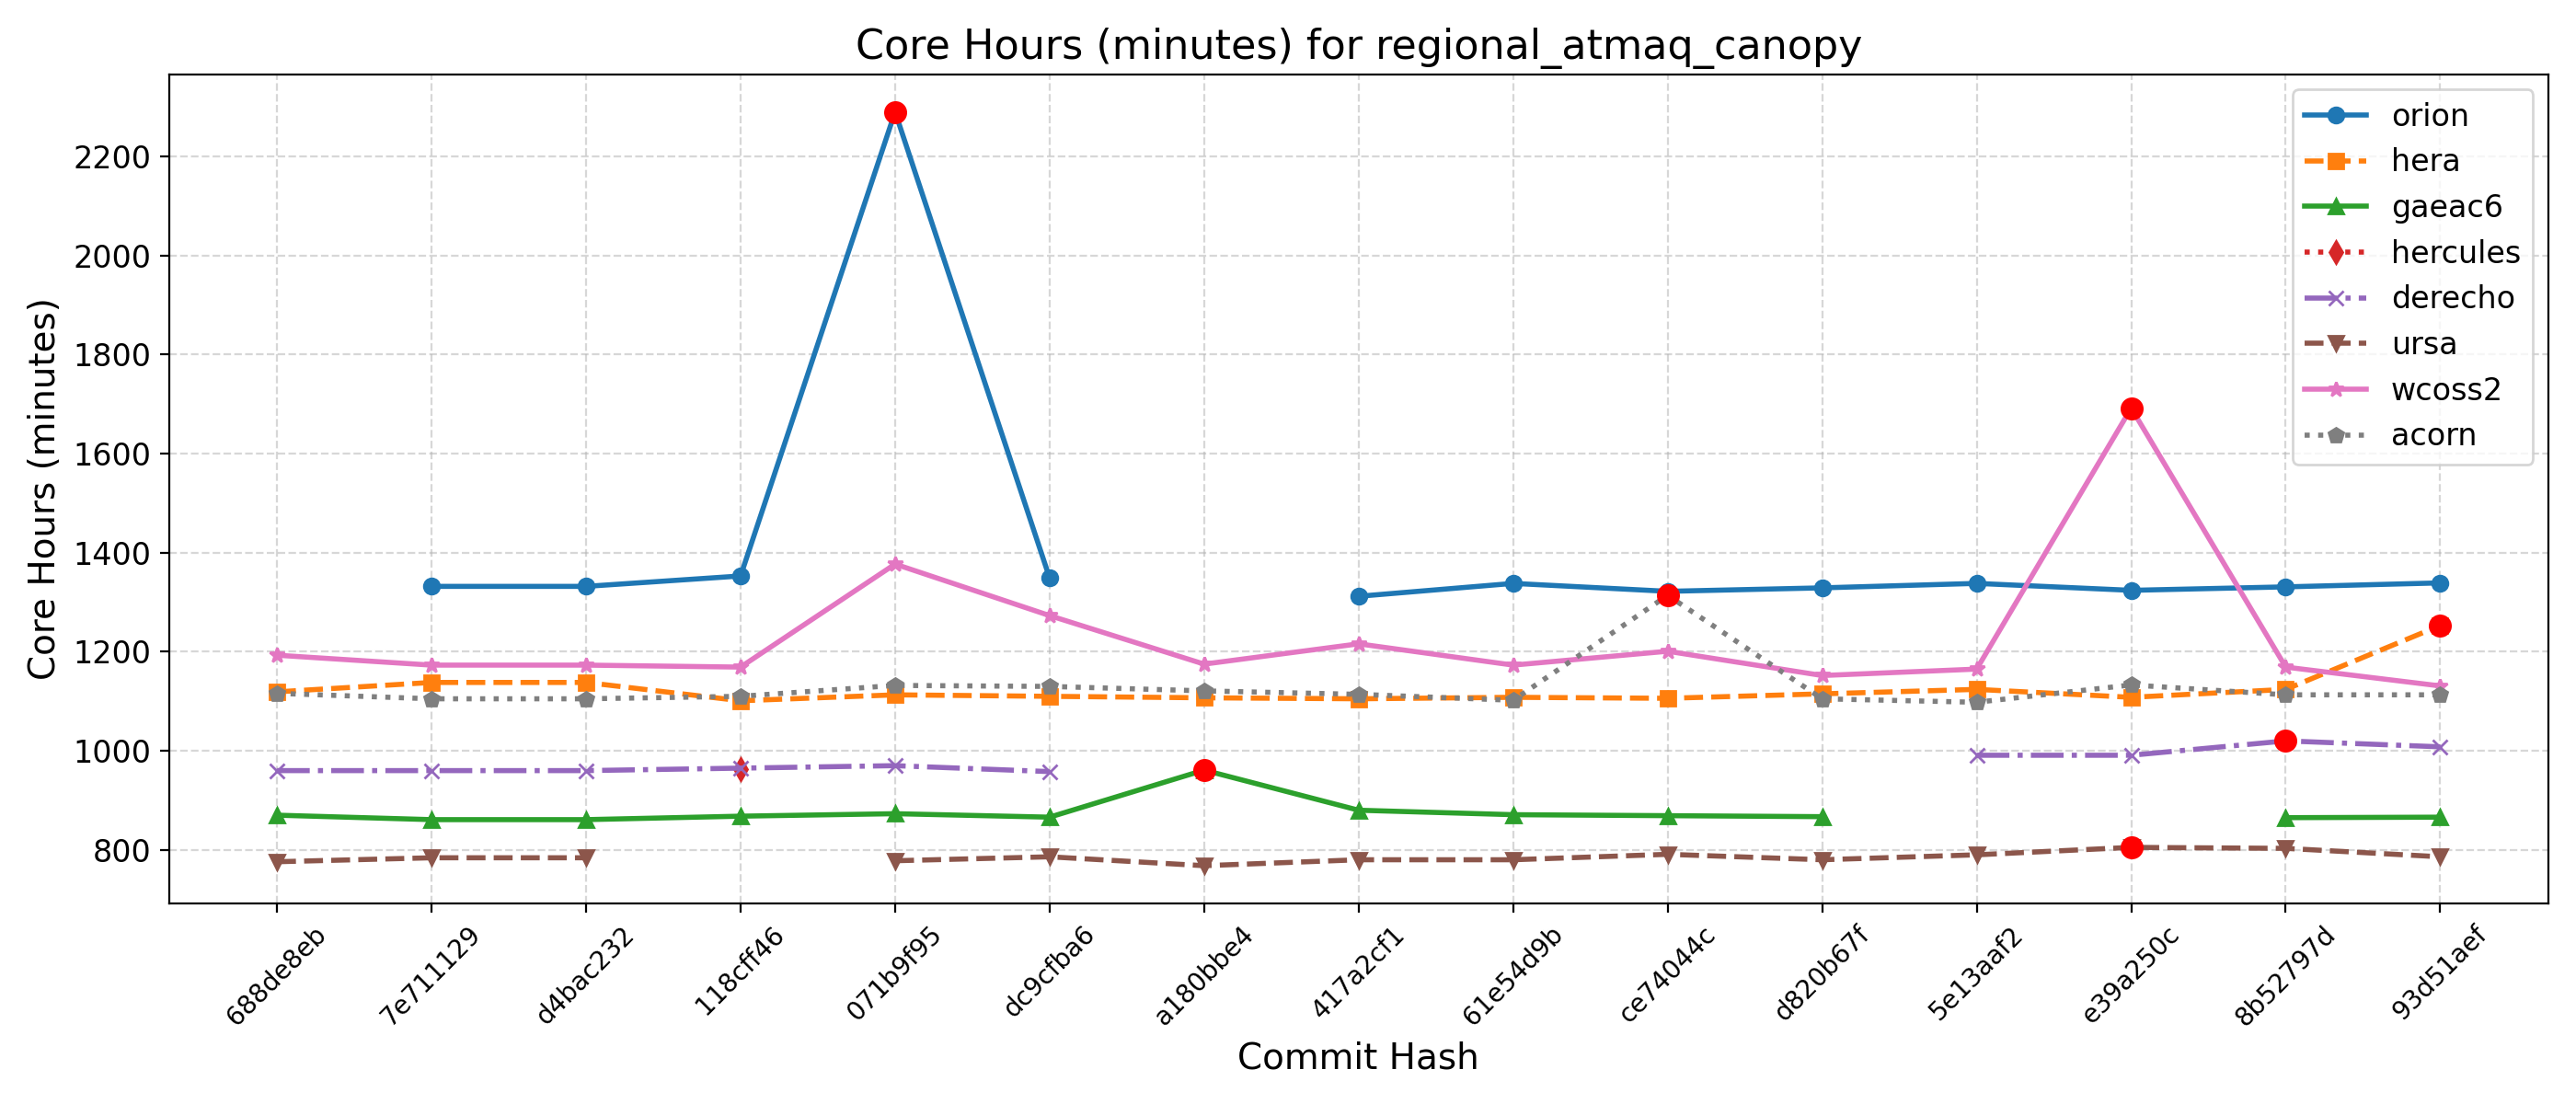 Core Hours (minutes) for regional_atmaq_canopy
Core Hours (minutes)
2200
2000
1800
1600
1400
1200
1000
800
orion
hera
gaeac6
hercules
derecho
ursa
wcoss2
acorn
688de8eb
7e711129
d4bac232
118cff46
071b9f95
dc9cfba6
a180bbe4
417a2cf1
61e54d9b
ce74044c
d820b67f
5e13aaf2
e39a250c
8b52797d
93d51aef
Commit Hash